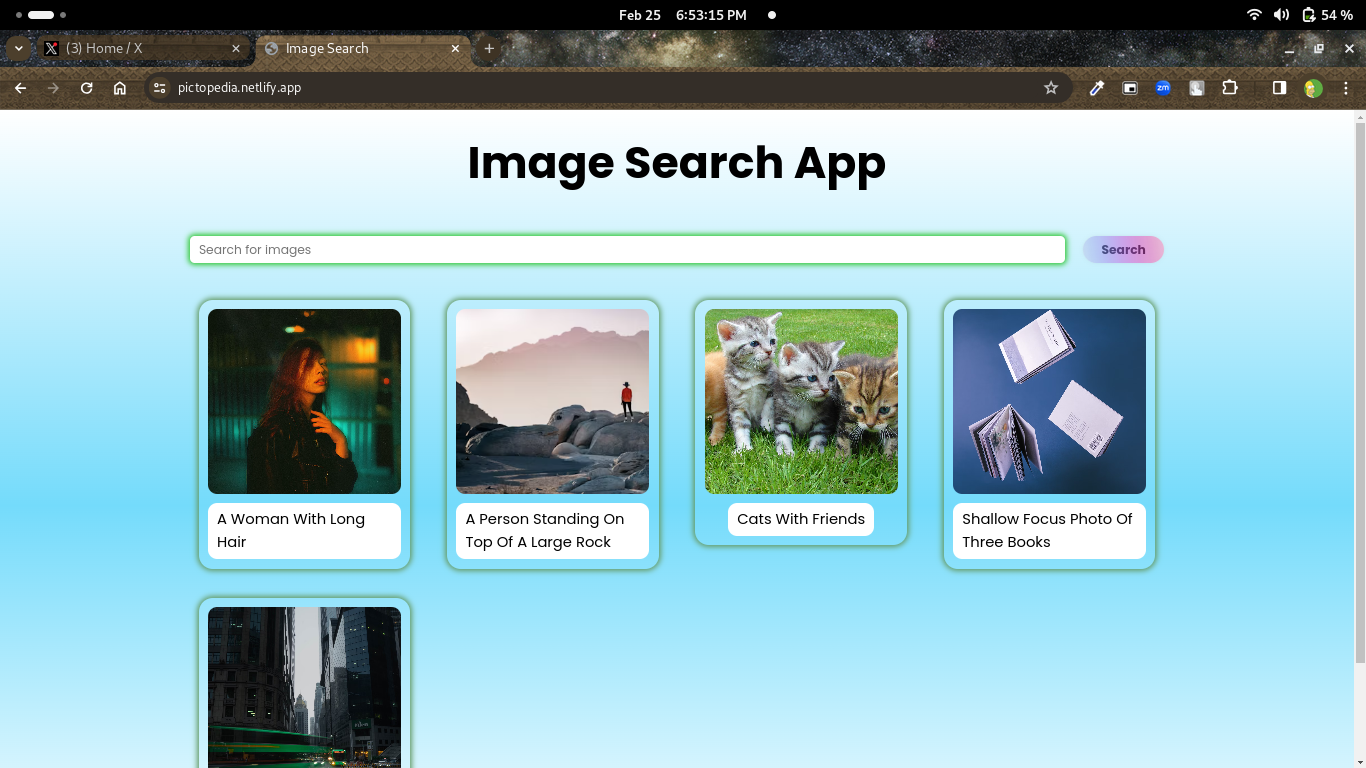 Feb 25 6:53:15 PM
54 %
(3) Home / X
Image Search
pictopedia.netlify.app
zm
Image Search App
Search for images
Search
A Woman With Long
Hair
A Person Standing On
Top Of A Large Rock
Cats With Friends
Shallow Focus Photo Of
Three Books